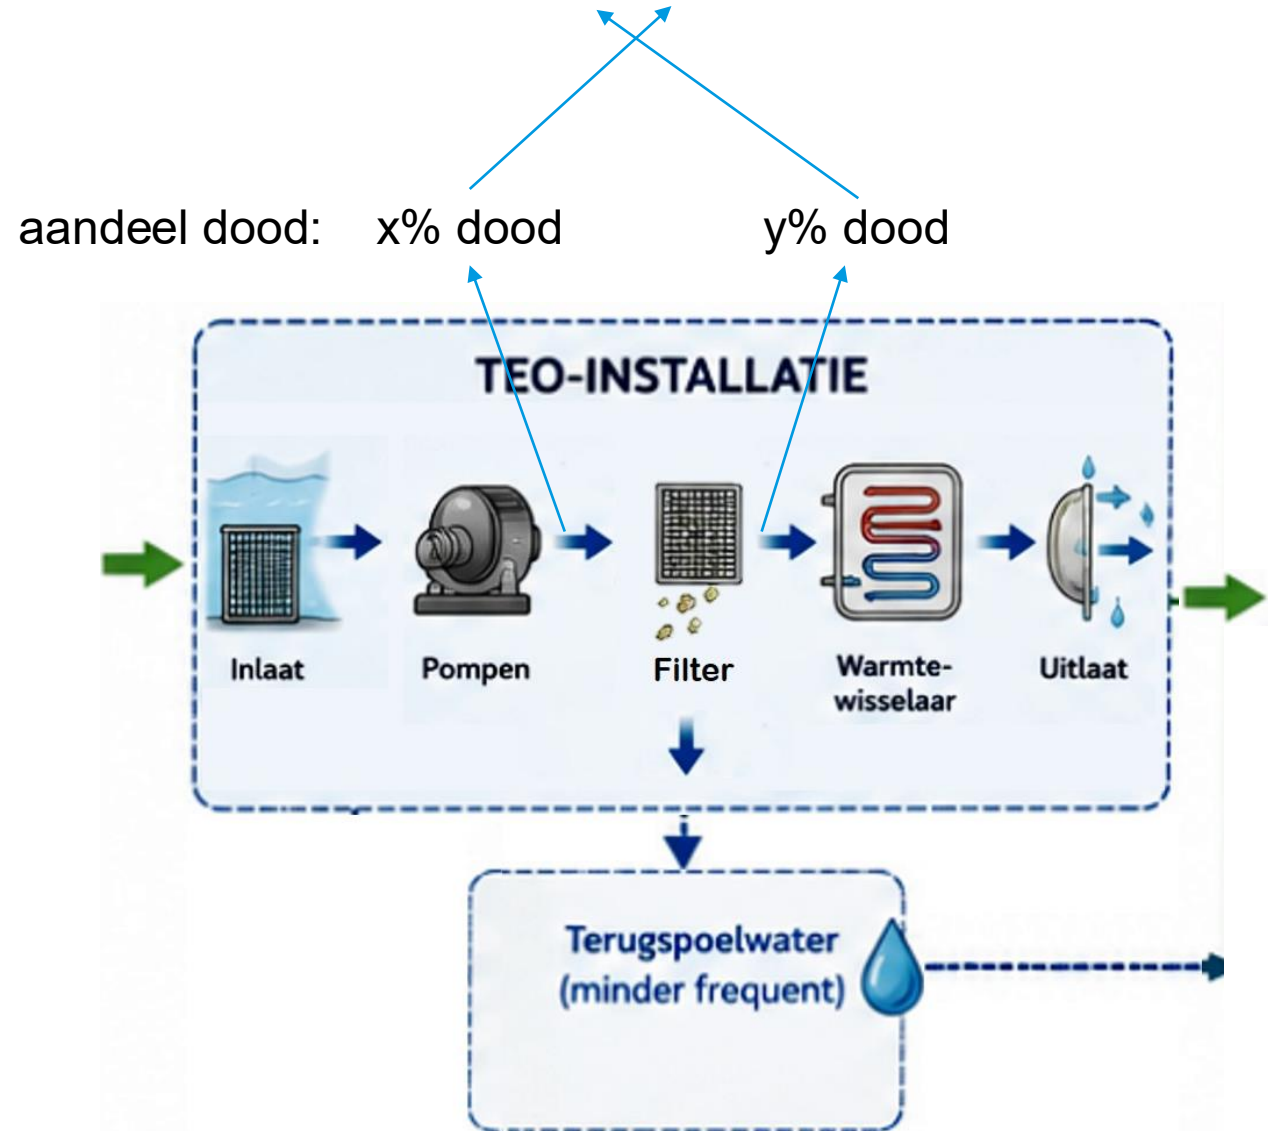 aandeel dood: x% dood y% dood
TEO-INSTALLATIE
Inlaat Pompen Filter Warmte- Uitlaat
wisselaar
Terugspoelwater
(minder frequent)